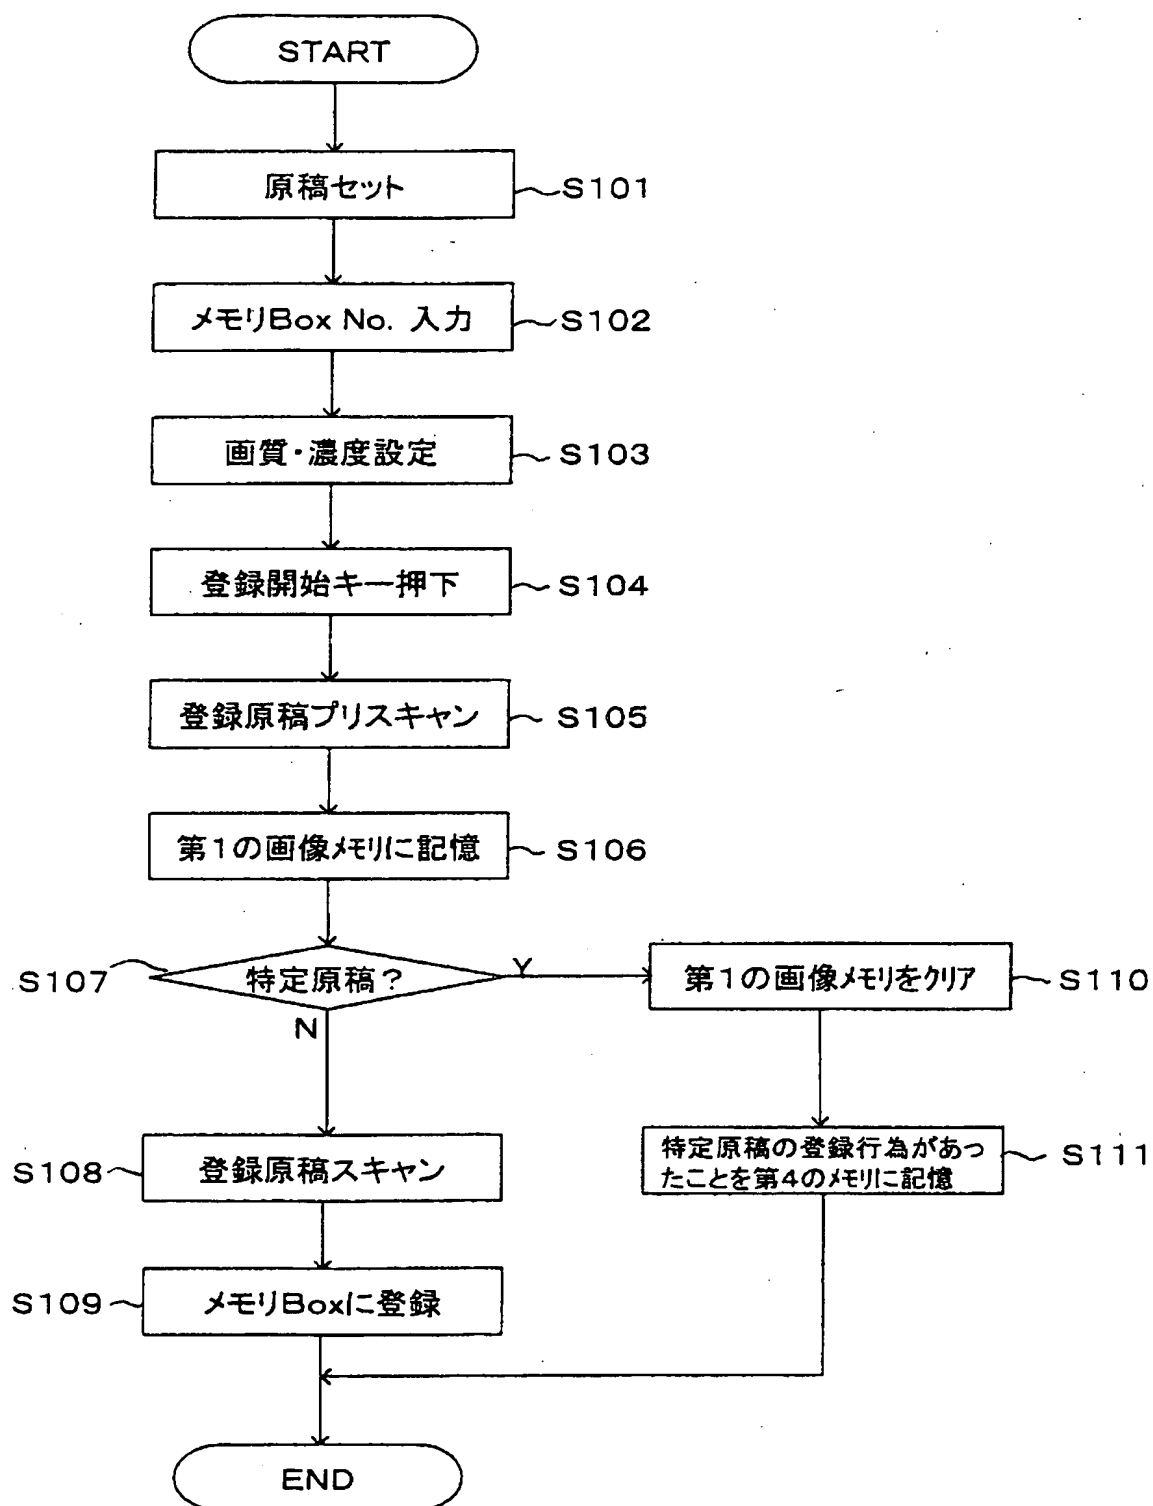 START
原稿セット
S101
メモリBox No. 入力
S102
画質・濃度設定
S103
登録開始キー押下
S104
登録原稿プリスキャン
S105
第1の画像メモリに記憶
S106
S107
特定原稿?
Y
N
第1の画像メモリをクリア
S110
特定原稿の登録行為があっ
たことを第4のメモリに記憶
S111
S108
登録原稿スキャン
S109
メモリBoxに登録
END